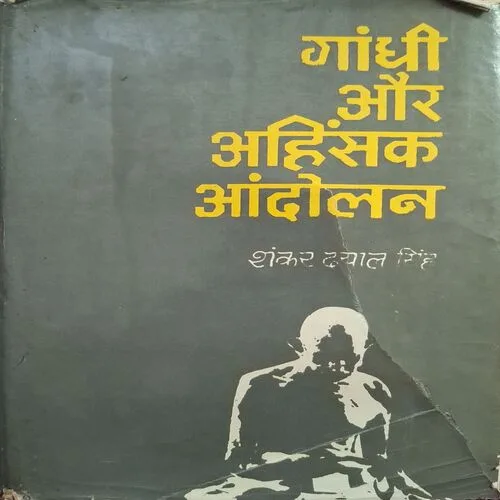 गांधी
और
अहिंसक
आंदोलन
शंकर दयाल सिंह